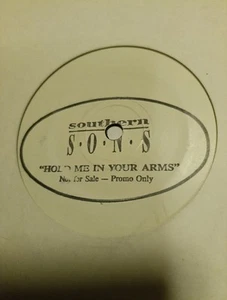 southern
S·O·N·S
"HOLD ME IN YOUR ARMS"
Not for Sale — Promo Only